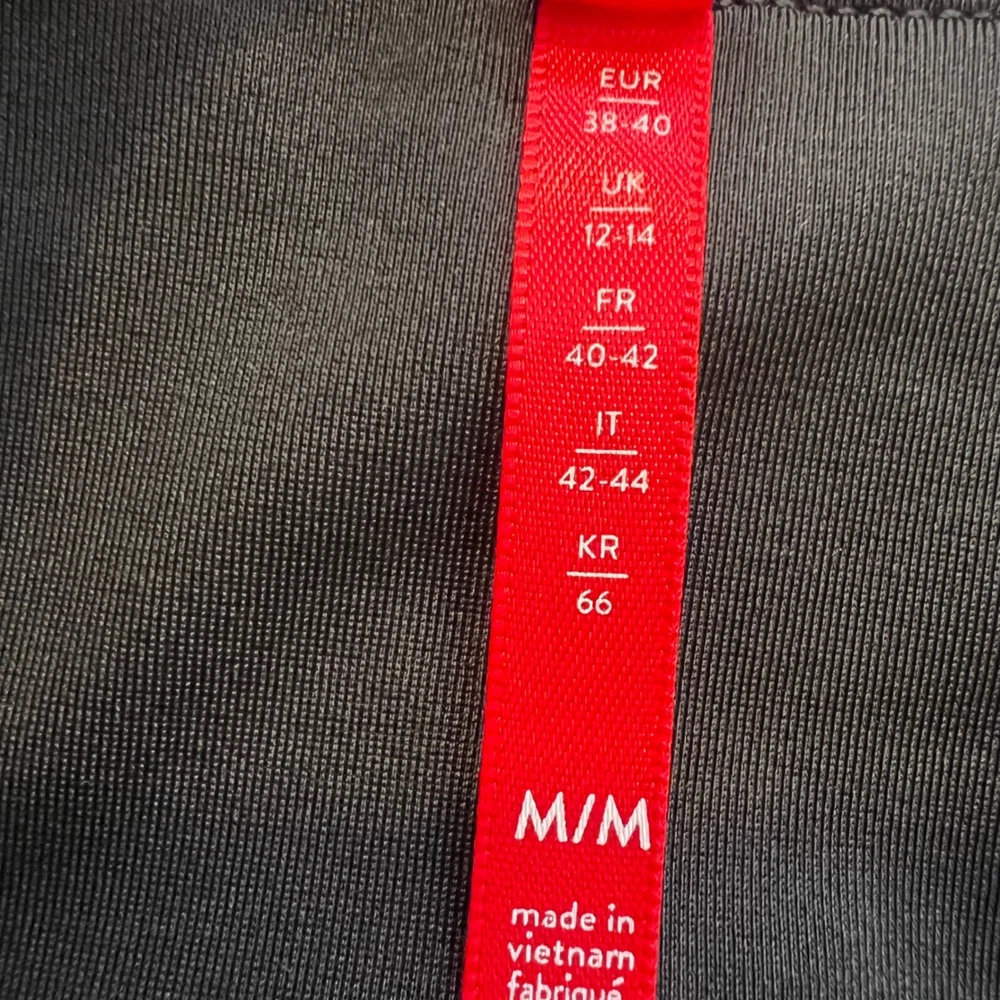 EUR
38-40
UK
12-14
FR
40-42
IT
42-44
KR
66
M/M
made in
vietnam
fabriqué